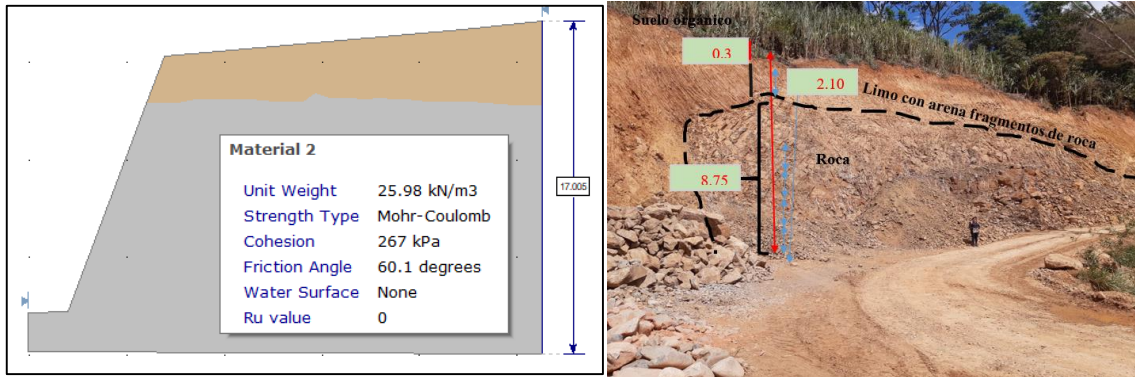 Material 2
Unit Weight 25.98 kN/m3
Strength Type Mohr-Coulomb
Cohesion 267 kPa
Friction Angle 60.1 degrees
Water Surface None
Ru value 0
17.005
Suelo orgánico
0.3
2.10
Limo con arena fragmentos de roca
Roca
8.75